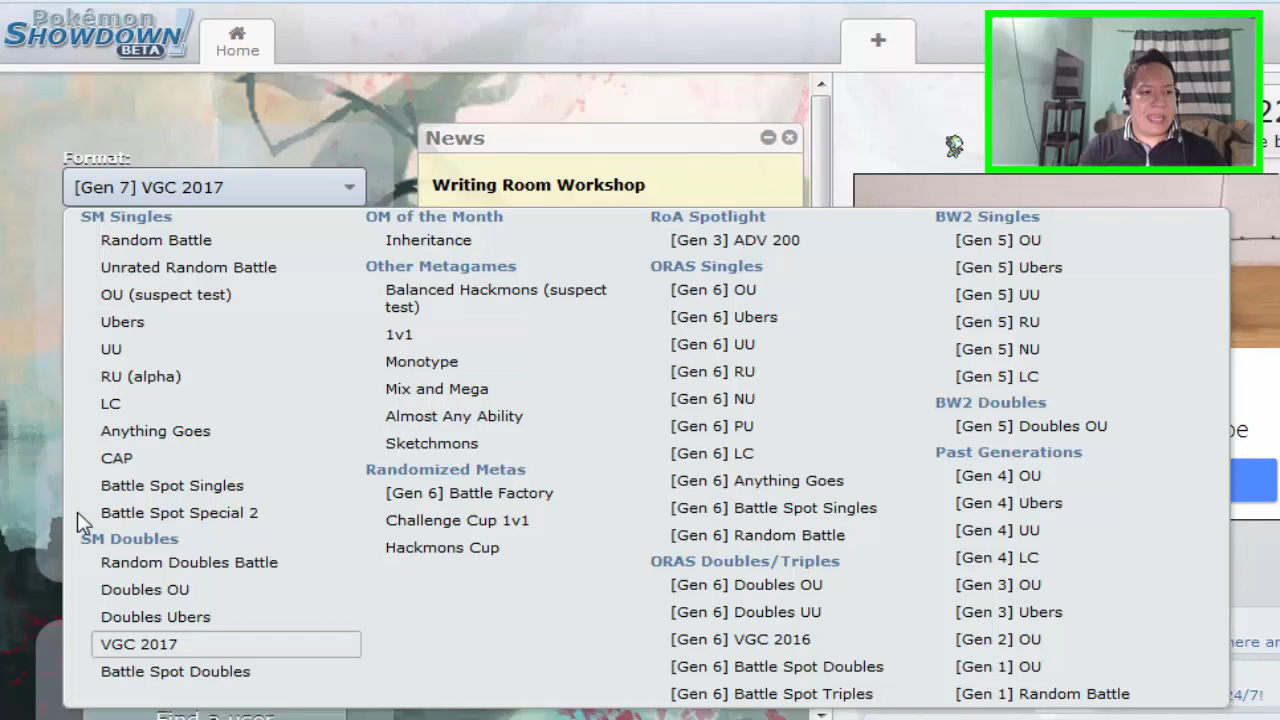 Pokémon
SHOWDOWN
BETA
Home
+
Format:
[Gen 7] VGC 2017
News
Writing Room Workshop
SM Singles
Random Battle
Unrated Random Battle
OU (suspect test)
Ubers
UU
RU (alpha)
LC
Anything Goes
CAP
Battle Spot Singles
Battle Spot Special 2
SM Doubles
Random Doubles Battle
Doubles OU
Doubles Ubers
VGC 2017
Battle Spot Doubles
OM of the Month
Inheritance
Other Metagames
Balanced Hackmons (suspect
test)
1v1
Monotype
Mix and Mega
Almost Any Ability
Sketchmons
Randomized Metas
[Gen 6] Battle Factory
Challenge Cup 1v1
Hackmons Cup
RoA Spotlight
[Gen 3] ADV 200
ORAS Singles
[Gen 6] OU
[Gen 6] Ubers
[Gen 6] UU
[Gen 6] RU
[Gen 6] NU
[Gen 6] PU
[Gen 6] LC
[Gen 6] Anything Goes
[Gen 6] Battle Spot Singles
[Gen 6] Random Battle
ORAS Doubles/Triples
[Gen 6] Doubles OU
[Gen 6] Doubles UU
[Gen 6] VGC 2016
[Gen 6] Battle Spot Doubles
[Gen 6] Battle Spot Triples
BW2 Singles
[Gen 5] OU
[Gen 5] Ubers
[Gen 5] UU
[Gen 5] RU
[Gen 5] NU
[Gen 5] LC
BW2 Doubles
[Gen 5] Doubles OU
Past Generations
[Gen 4] OU
[Gen 4] Ubers
[Gen 4] UU
[Gen 4] LC
[Gen 3] OU
[Gen 3] Ubers
[Gen 2] OU
[Gen 1] OU
[Gen 1] Random Battle
Find a user
24/7!